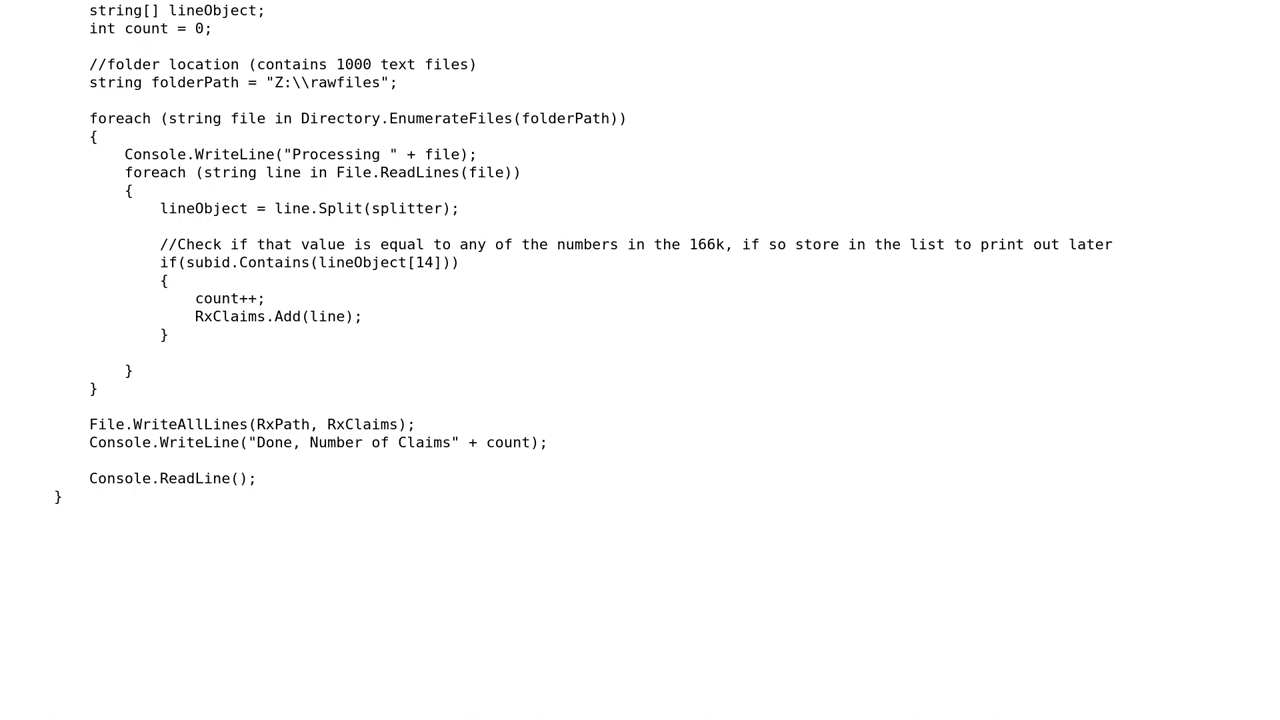 string[] lineObject;
int count = 0;
//folder location (contains 1000 text files)
string folderPath = "Z:\\rawfiles";
foreach (string file in Directory.EnumerateFiles(folderPath))
{
Console.WriteLine("Processing " + file);
foreach (string line in File.ReadLines(file))
{
lineObject = line.Split(splitter);
//Check if that value is equal to any of the numbers in the 166k, if so store in the list to print out later
if(subid.Contains(lineObject[14]))
{
count++;
RxClaims.Add(line);
}
}
}
File.WriteAllLines(RxPath, RxClaims);
Console.WriteLine("Done, Number of Claims" + count);
Console.ReadLine();
}